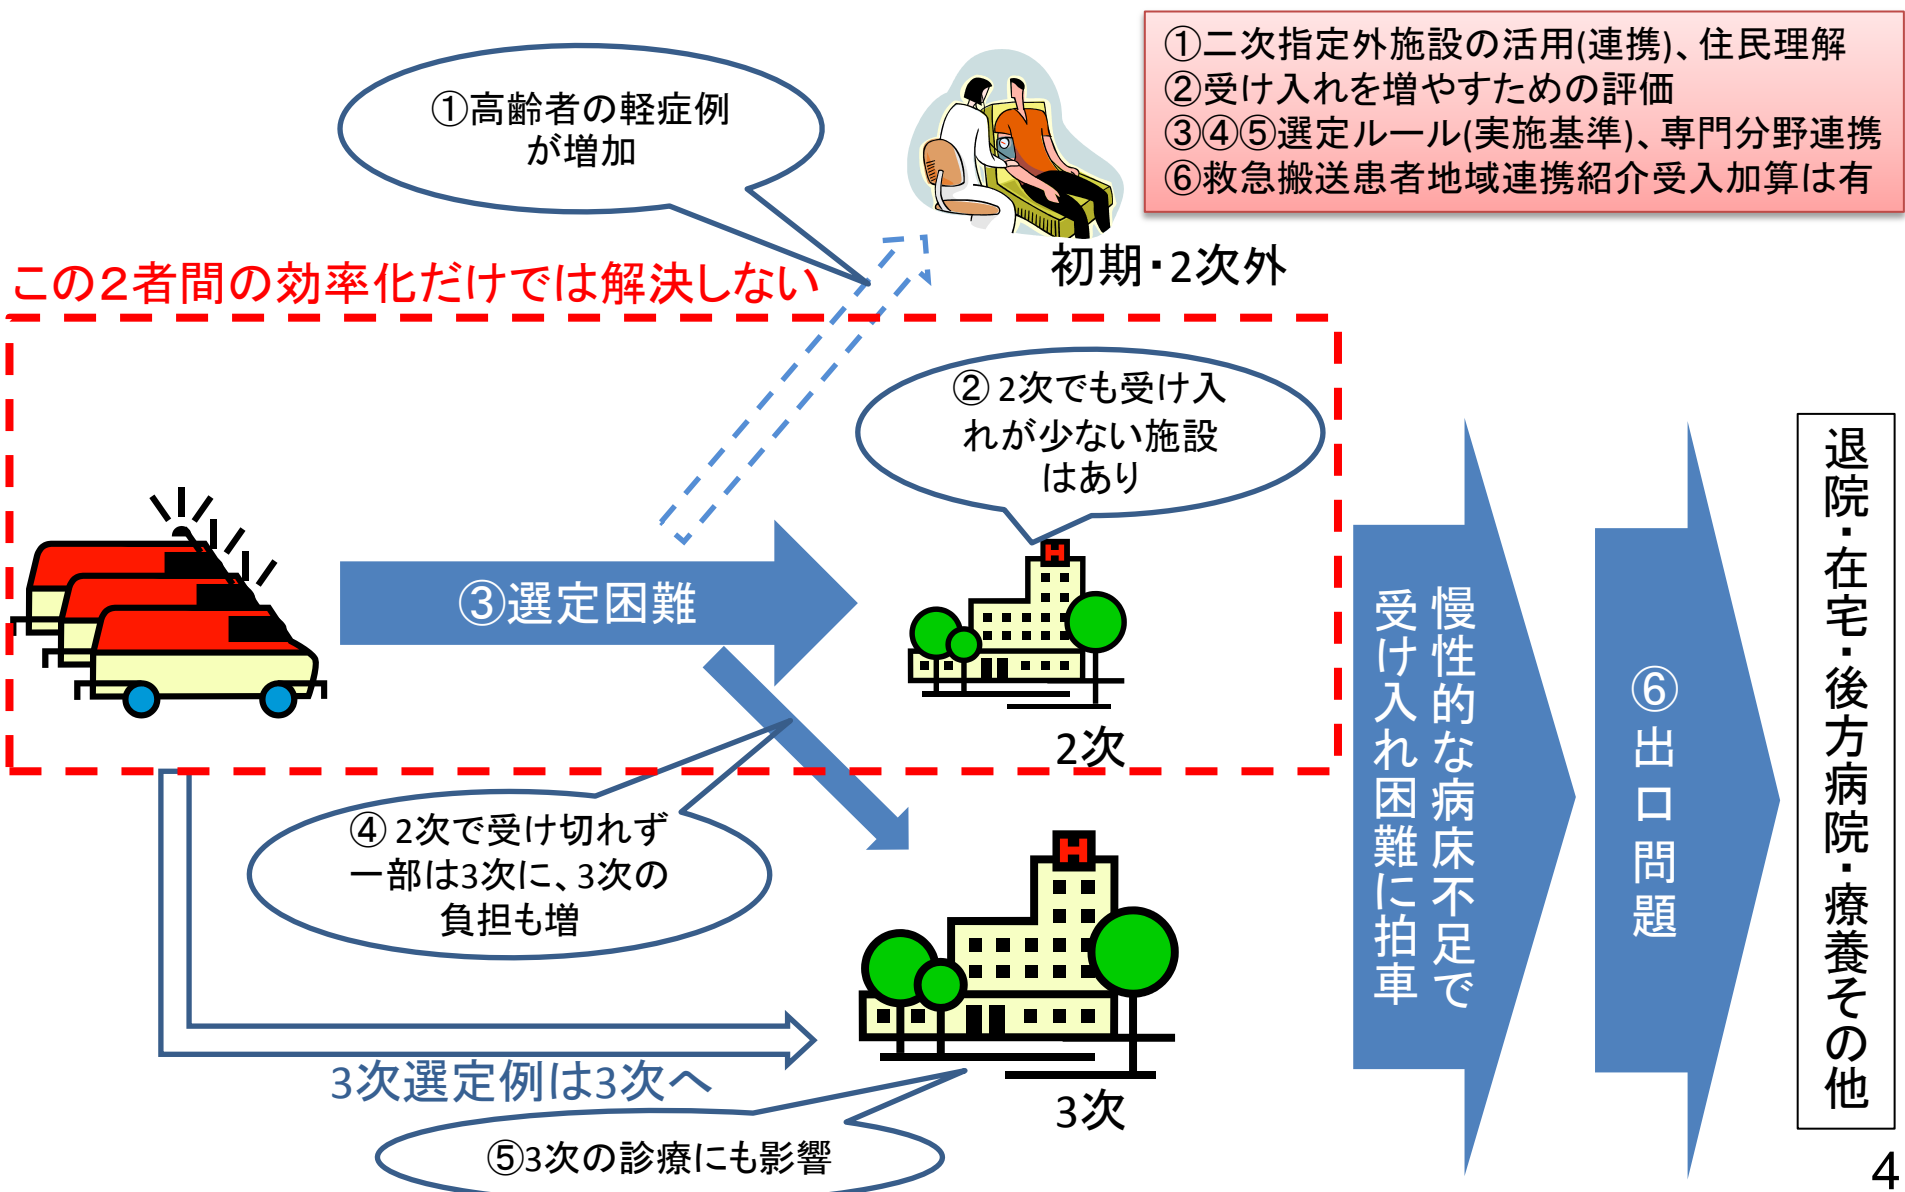 ①二次指定外施設の活用(連携)、住民理解
②受け入れを増やすための評価
③④⑤選定ルール(実施基準)、専門分野連携
⑥救急搬送患者地域連携紹介受入加算は有
①高齢者の軽症例
が増加
初期・2次外
この2者間の効率化だけでは解決しない
② 2次でも受け入
れが少ない施設
はあり
③選定困難
2次
④ 2次で受け切れず
一部は3次に、3次の
負担も増
3次選定例は3次へ
3次
⑤3次の診療にも影響
慢性的な病床不足で
受け入れ困難に拍車
⑥出口問題
退院・在宅・後方病院・療養その他
4